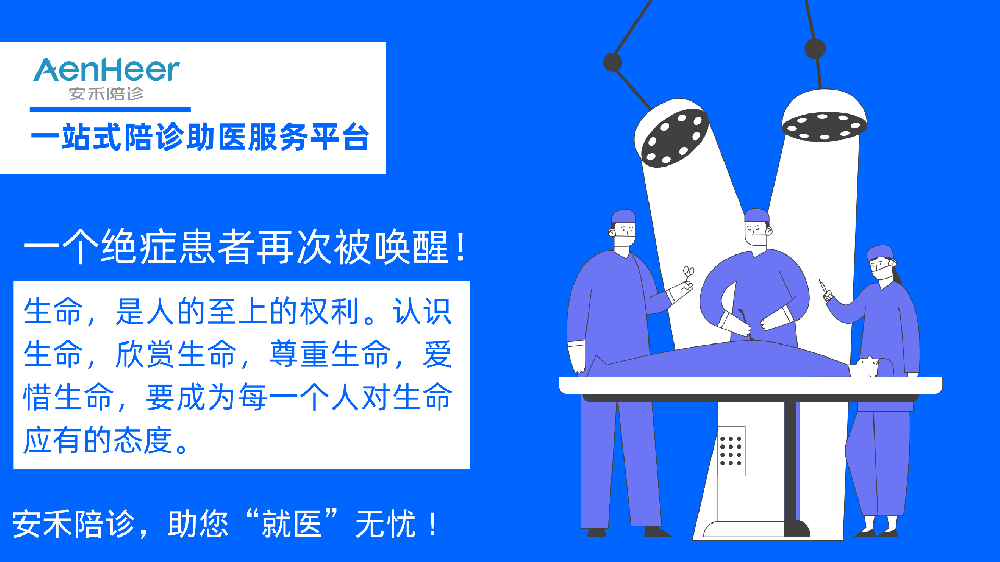 AenHeer
安禾陪诊
一站式陪诊助医服务平台
一个绝症患者再次被唤醒！
生命，是人的至上的权利。认识
生命，欣赏生命，尊重生命，爱
惜生命，要成为每一个人对生命
应有的态度。
安禾陪诊，助您“就医”无忧！